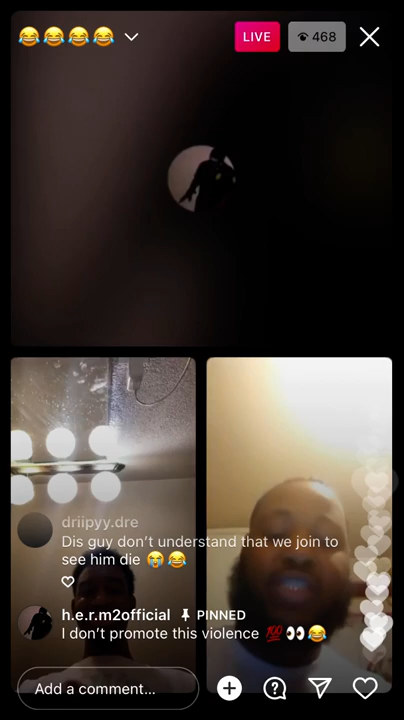 😂😂😂😂
LIVE
468
driipyy.dre
Dis guy don't understand that we join to
see him die 😭😂
h.e.r.m2official PINNED
I don't promote this violence 💯👀😂
Add a comment...